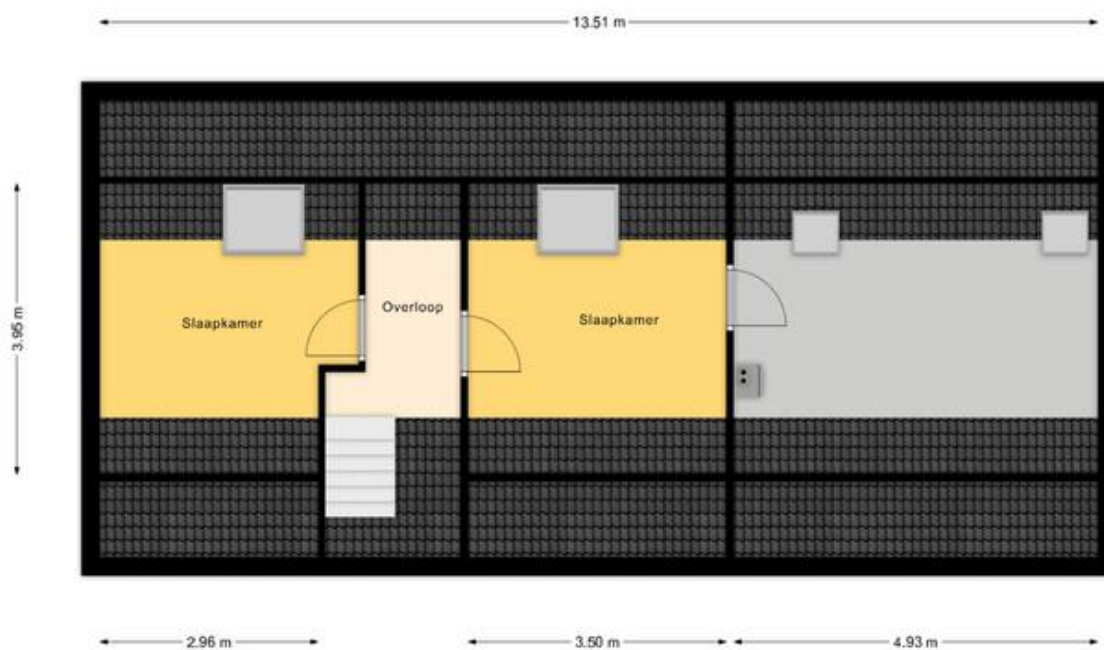 13.51 m
3.95 m
Slaapkamer
Overloop
Slaapkamer
2.96 m
3.50 m
4.93 m